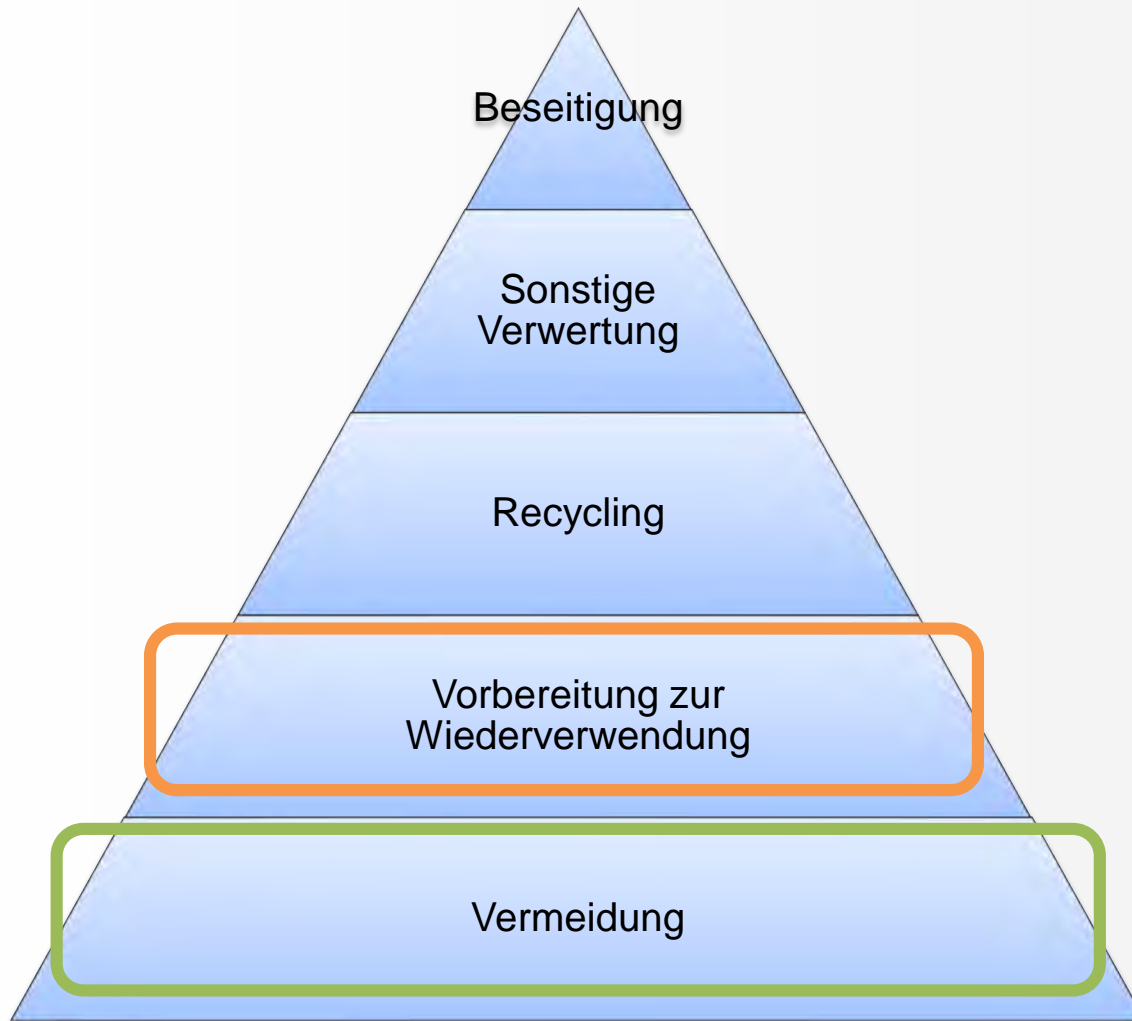 Beseitigung
Sonstige
Verwertung
Recycling
Vorbereitung zur
Wiederverwendung
Vermeidung